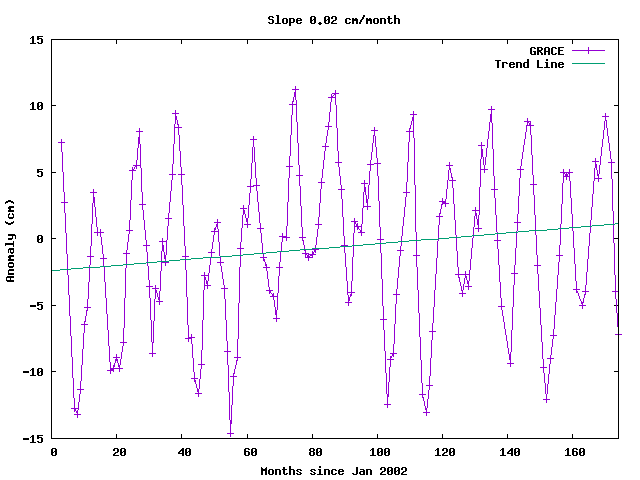 Slope 0.02 cm/month
GRACE
Trend Line
15
10
5
0
-5
-10
-15
Anomaly (cm)
0 20 40 60 80 100 120 140 160
Months since Jan 2002